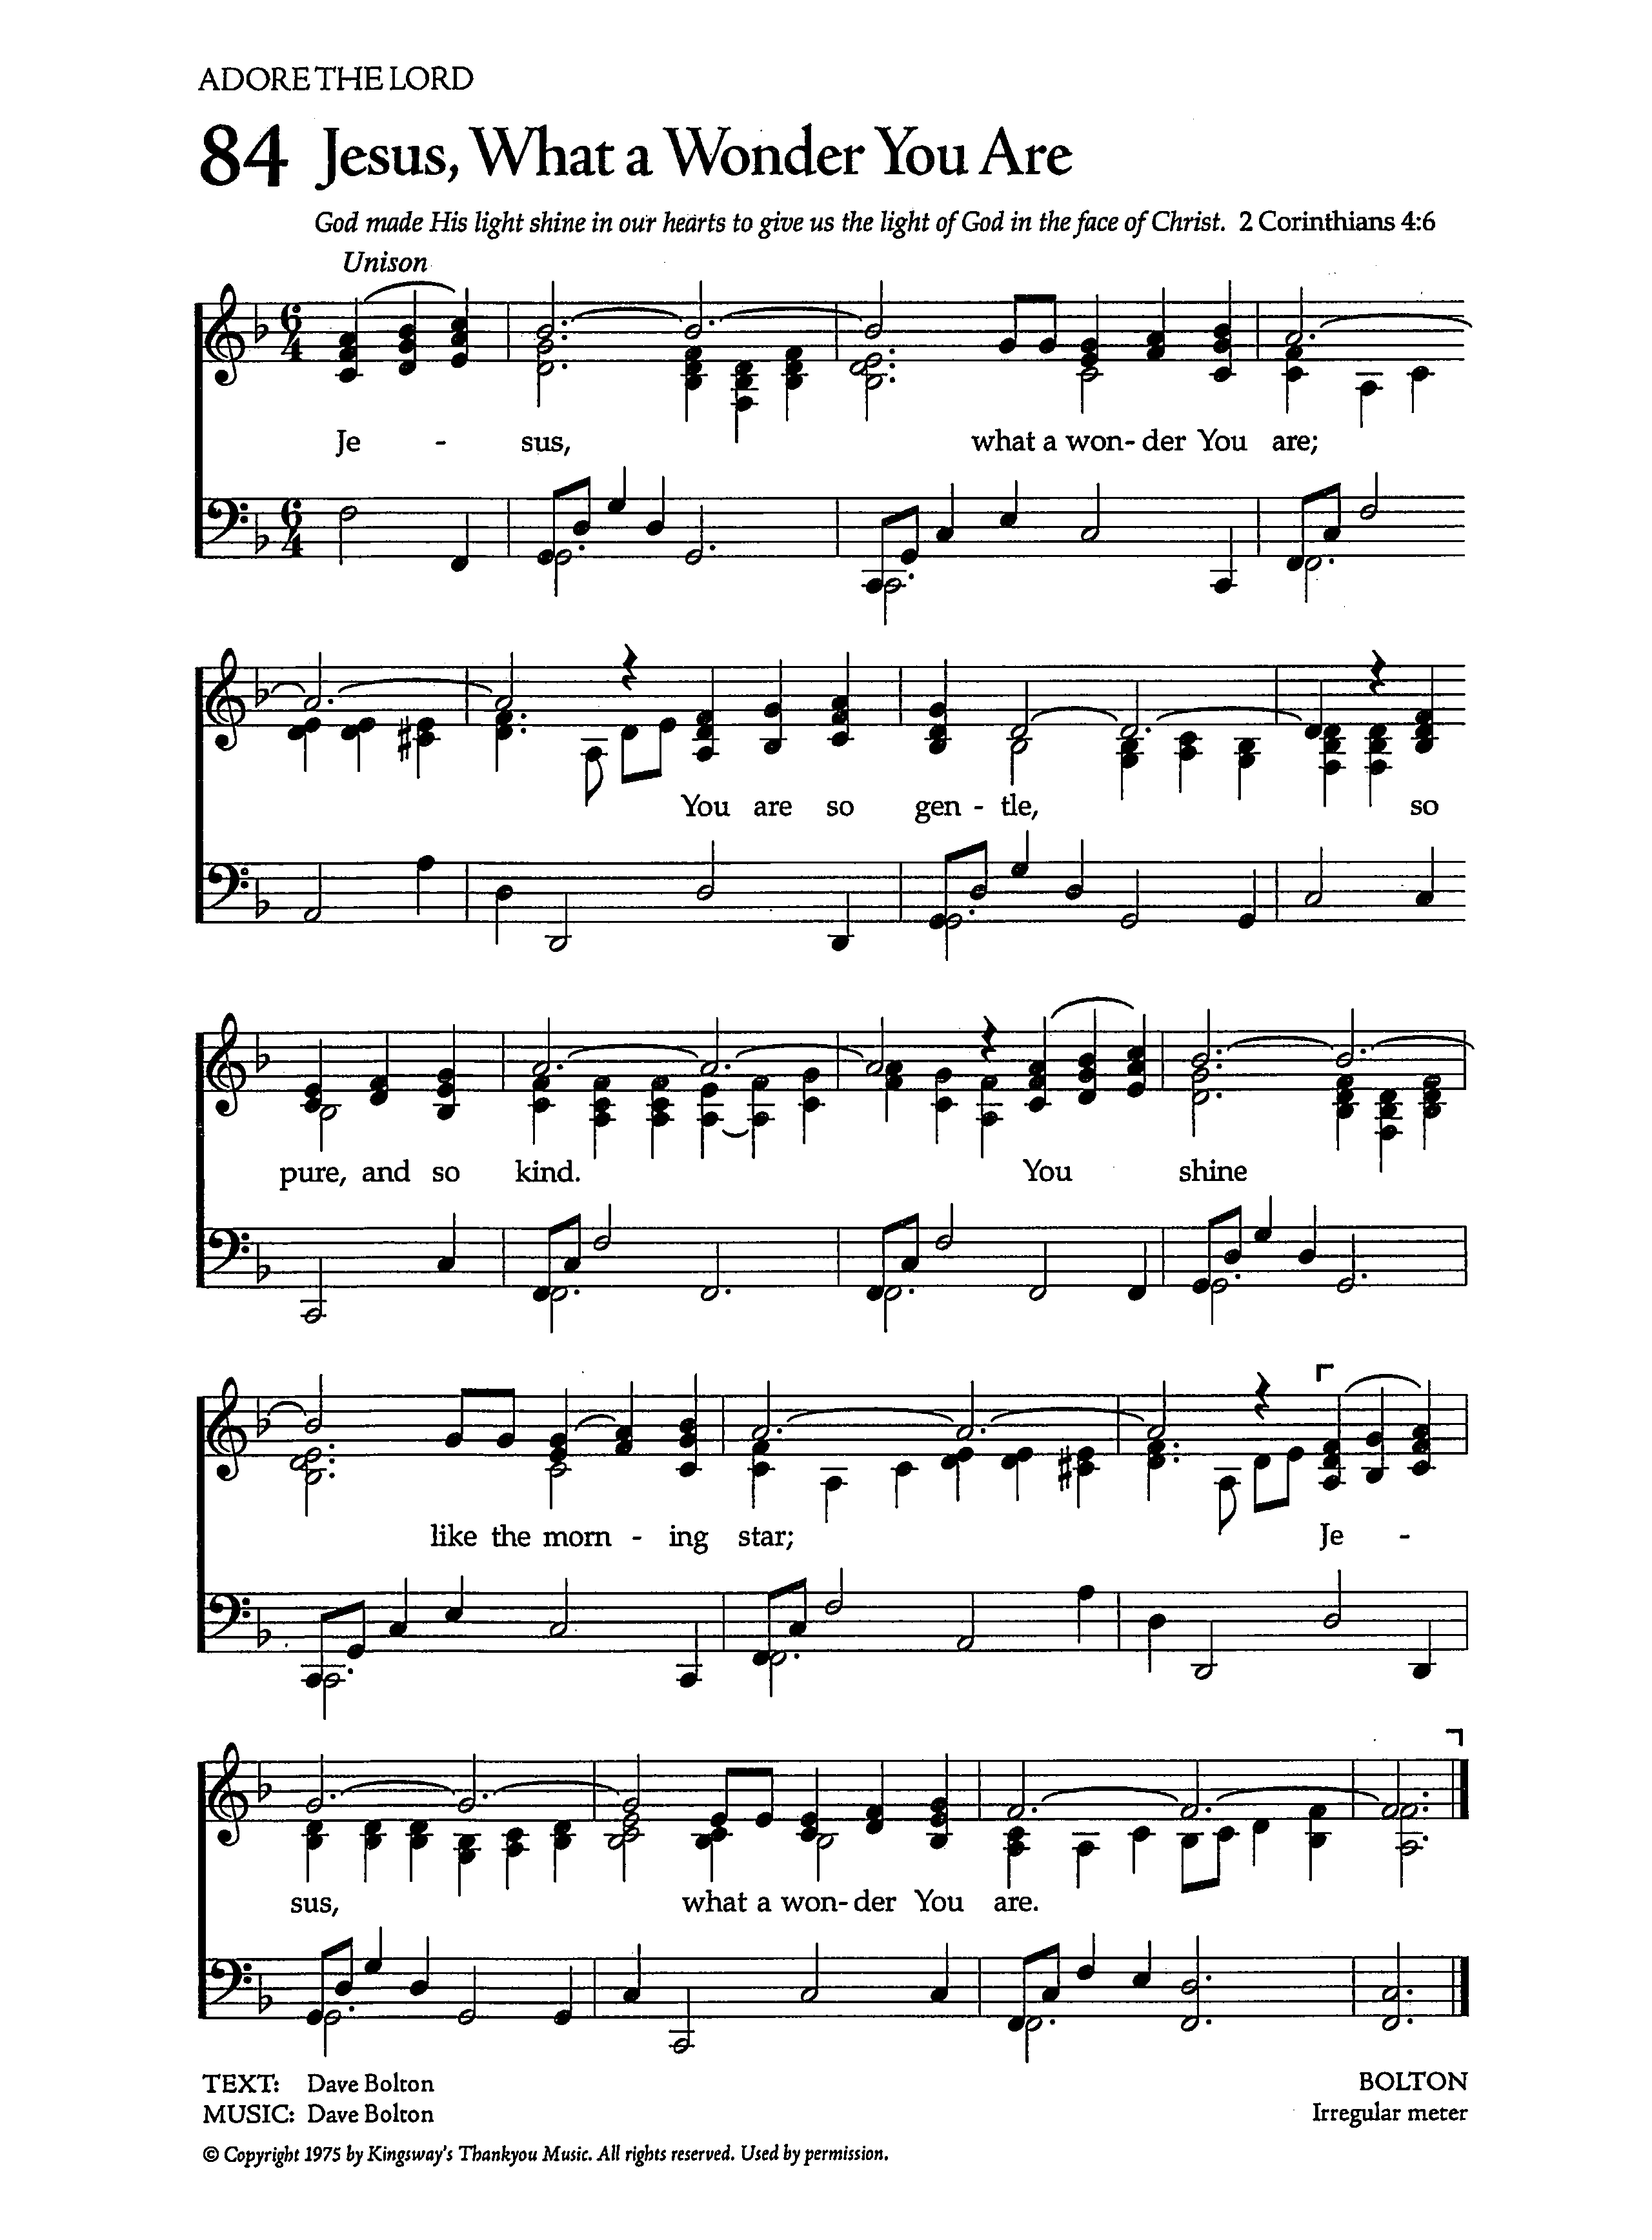 ADORE THE LORD
84 Jesus, What a Wonder You Are
God made His light shine in our hearts to give us the light of God in the face of Christ. 2 Corinthians 4:6
Unison
Je - sus, what a won- der You are;
You are so gen - tle, so
pure, and so kind. You shine
like the morn - ing star; Je -
sus, what a won- der You are.
TEXT: Dave Bolton
MUSIC: Dave Bolton
BOLTON
Irregular meter
© Copyright 1975 by Kingsway's Thankyou Music. All rights reserved. Used by permission.